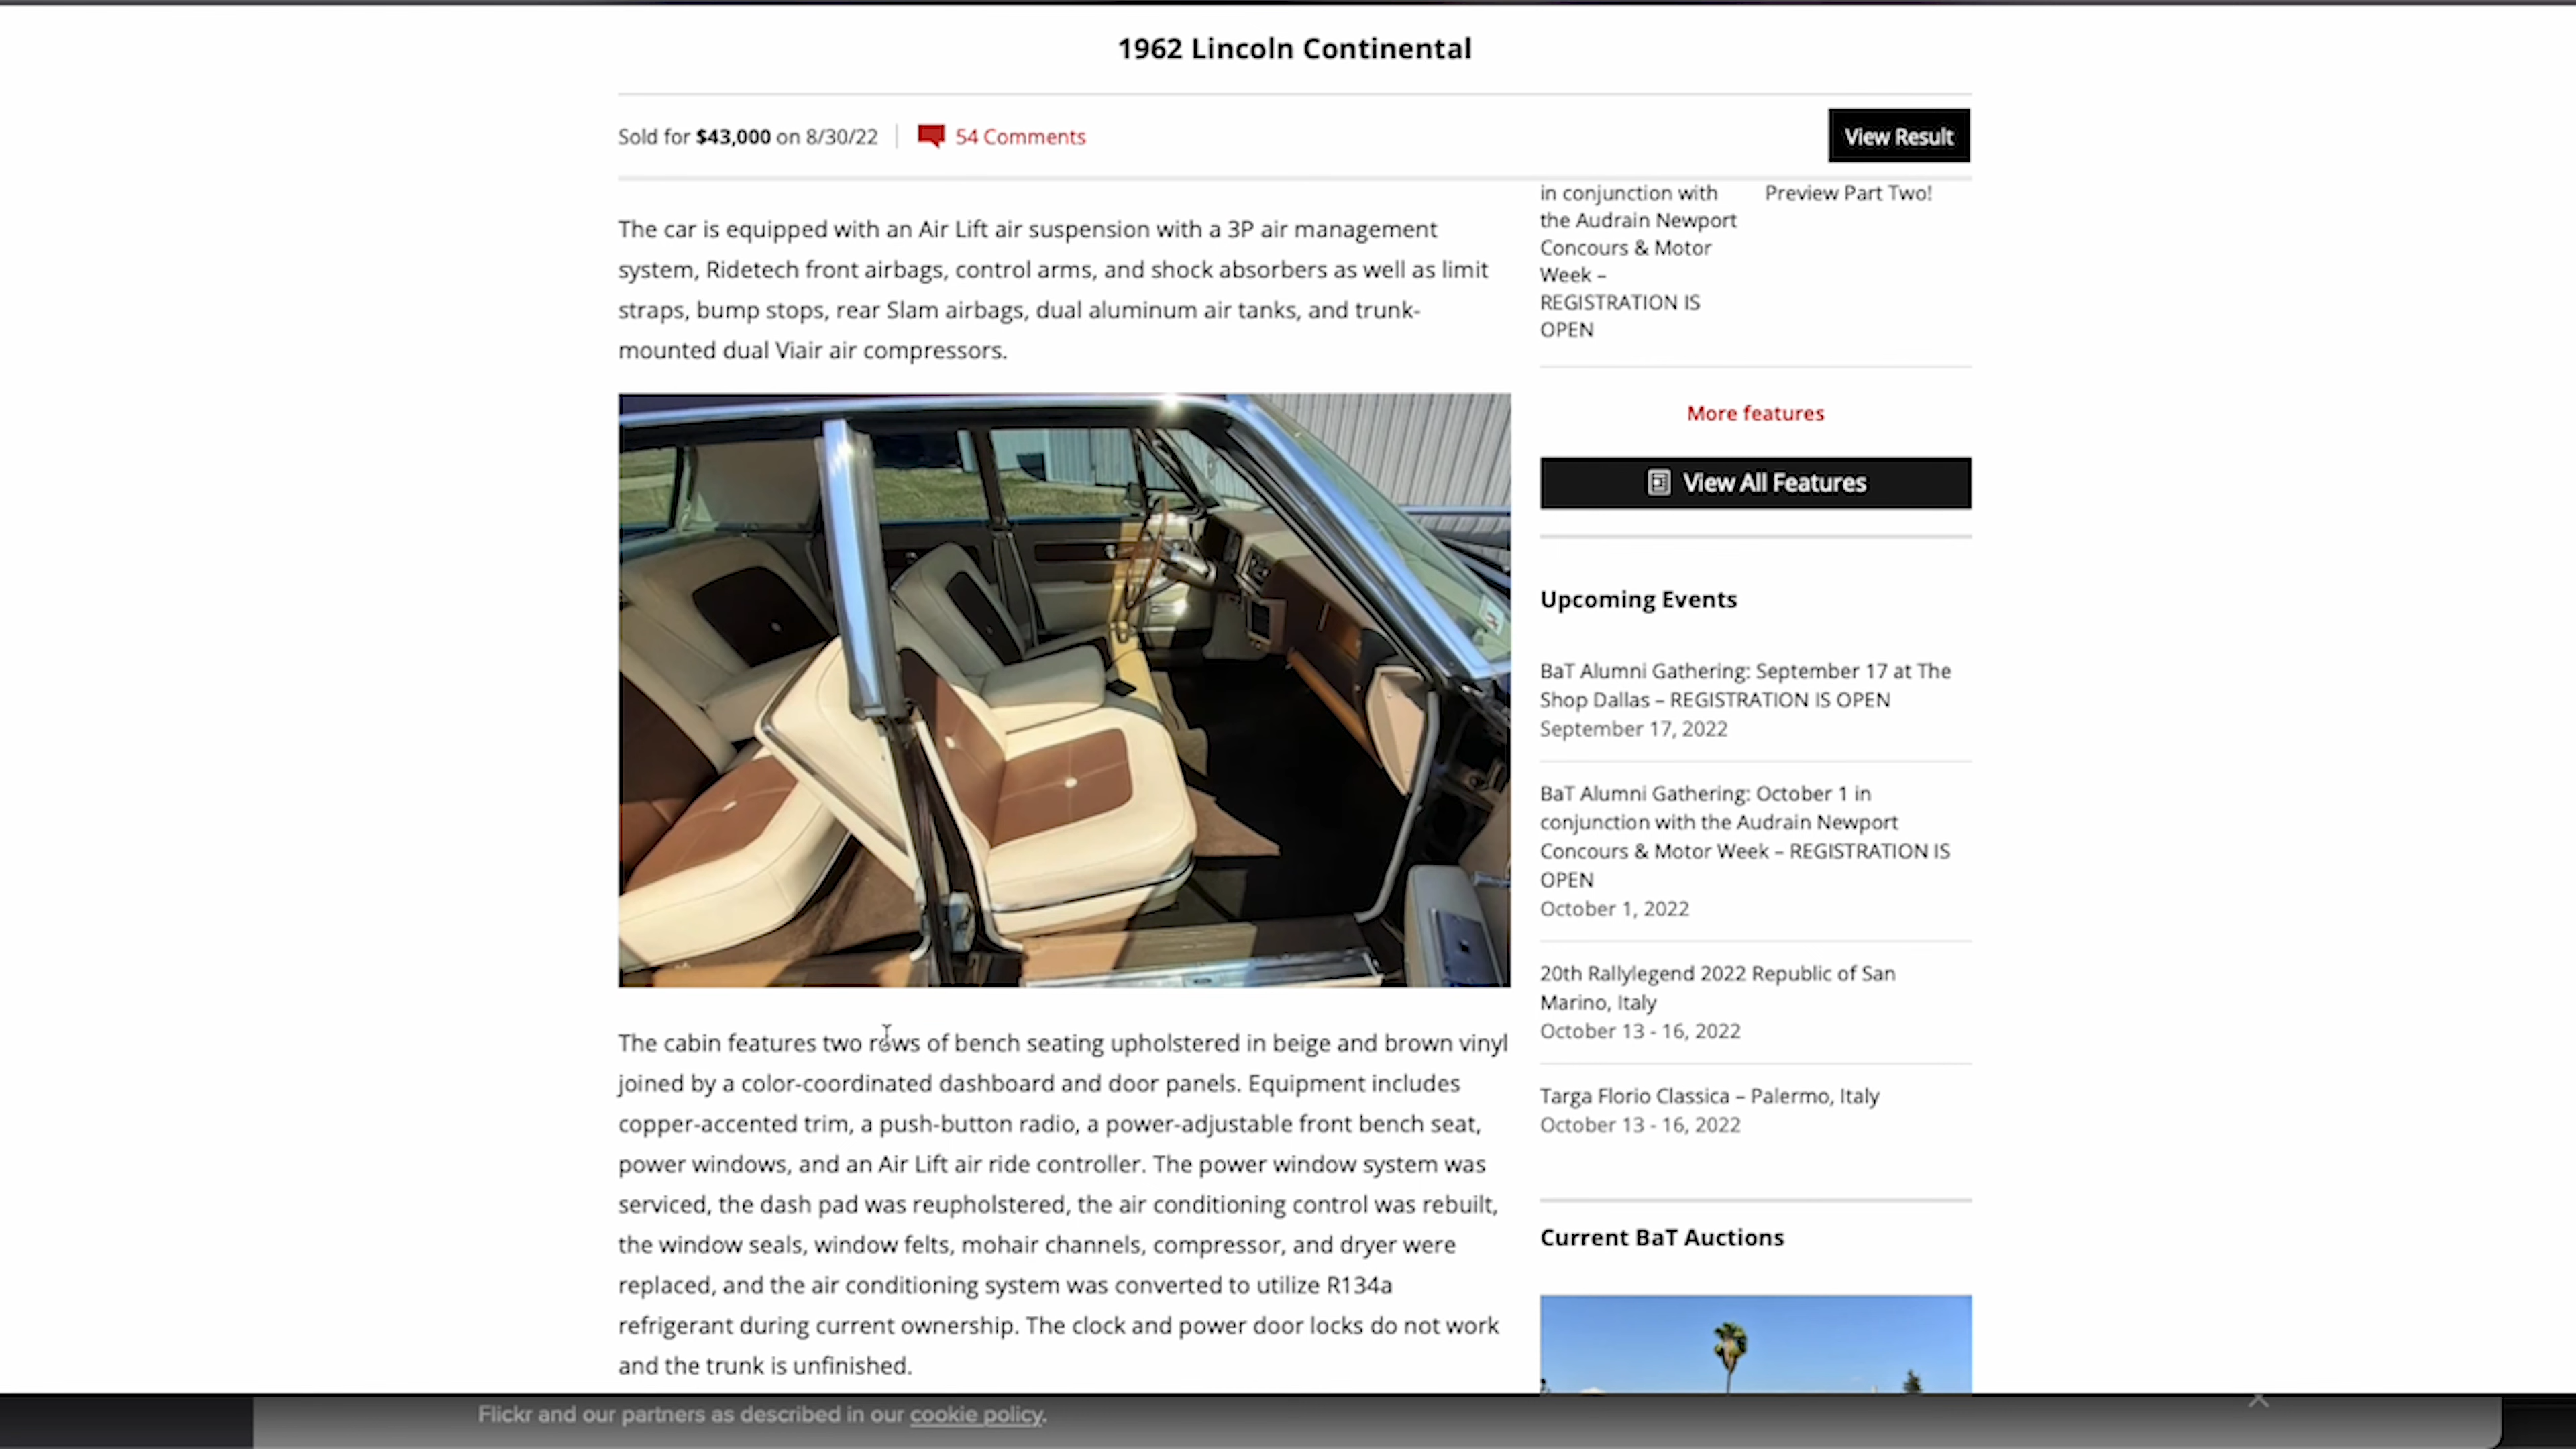 1962 Lincoln Continental
Sold for $43,000 on 8/30/22
54 Comments
View Result
The car is equipped with an Air Lift air suspension with a 3P air management
system, Ridetech front airbags, control arms, and shock absorbers as well as limit
straps, bump stops, rear Slam airbags, dual aluminum air tanks, and trunk-
mounted dual Viair air compressors.
The cabin features two rows of bench seating upholstered in beige and brown vinyl
joined by a color-coordinated dashboard and door panels. Equipment includes
copper-accented trim, a push-button radio, a power-adjustable front bench seat,
power windows, and an Air Lift air ride controller. The power window system was
serviced, the dash pad was reupholstered, the air conditioning control was rebuilt,
the window seals, window felts, mohair channels, compressor, and dryer were
replaced, and the air conditioning system was converted to utilize R134a
refrigerant during current ownership. The clock and power door locks do not work
and the trunk is unfinished.
in conjunction with
the Audrain Newport
Concours & Motor
Week –
REGISTRATION IS
OPEN
Preview Part Two!
More features
View All Features
Upcoming Events
BaT Alumni Gathering: September 17 at The
Shop Dallas – REGISTRATION IS OPEN
September 17, 2022
BaT Alumni Gathering: October 1 in
conjunction with the Audrain Newport
Concours & Motor Week – REGISTRATION IS
OPEN
October 1, 2022
20th Rallylegend 2022 Republic of San
Marino, Italy
October 13 - 16, 2022
Targa Florio Classica – Palermo, Italy
October 13 - 16, 2022
Current BaT Auctions
Flickr and our partners as described in our cookie policy.